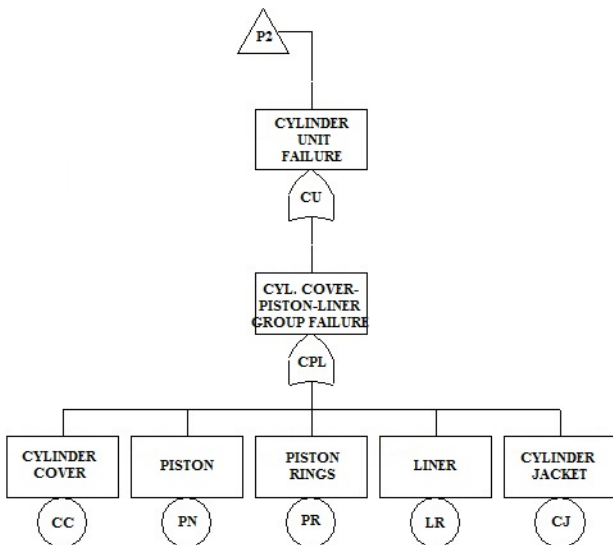 P2
CYLINDER
UNIT
FAILURE
CU
CYL. COVER-
PISTON-LINER
GROUP FAILURE
CPL
CYLINDER
COVER
PISTON
PISTON
RINGS
LINER
CYLINDER
JACKET
CC
PN
PR
LR
CJ